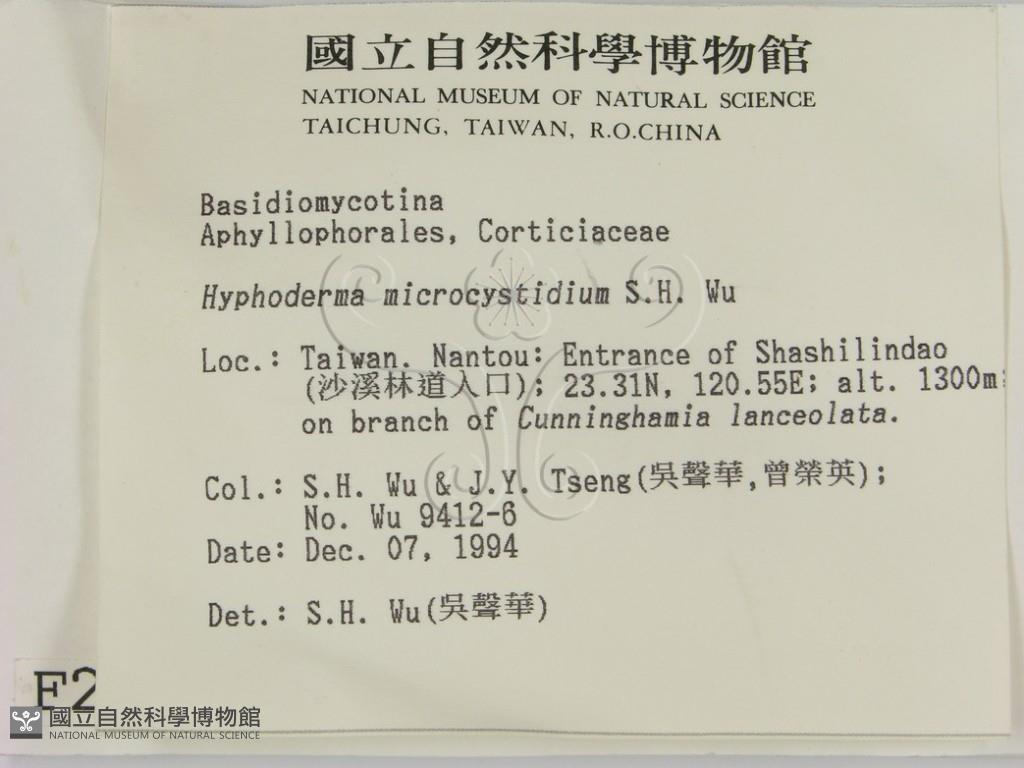 國立自然科學博物館
NATIONAL MUSEUM OF NATURAL SCIENCE
TAICHUNG, TAIWAN, R.O.CHINA
Basidiomycotina
Aphyllophorales, Corticiaceae
Hyphoderma microcystidium S.H. Wu
Loc.: Taiwan. Nantou: Entrance of Shashilindao
(沙溪林道入口); 23.31N, 120.55E; alt. 1300m;
on branch of Cunninghamia lanceolata.
Col.: S.H. Wu & J.Y. Tseng(吳聲華,曾榮英);
No. Wu 9412-6
Date: Dec. 07, 1994
Det.: S.H. Wu(吳聲華)
F2
國立自然科學博物館
NATIONAL MUSEUM OF NATURAL SCIENCE